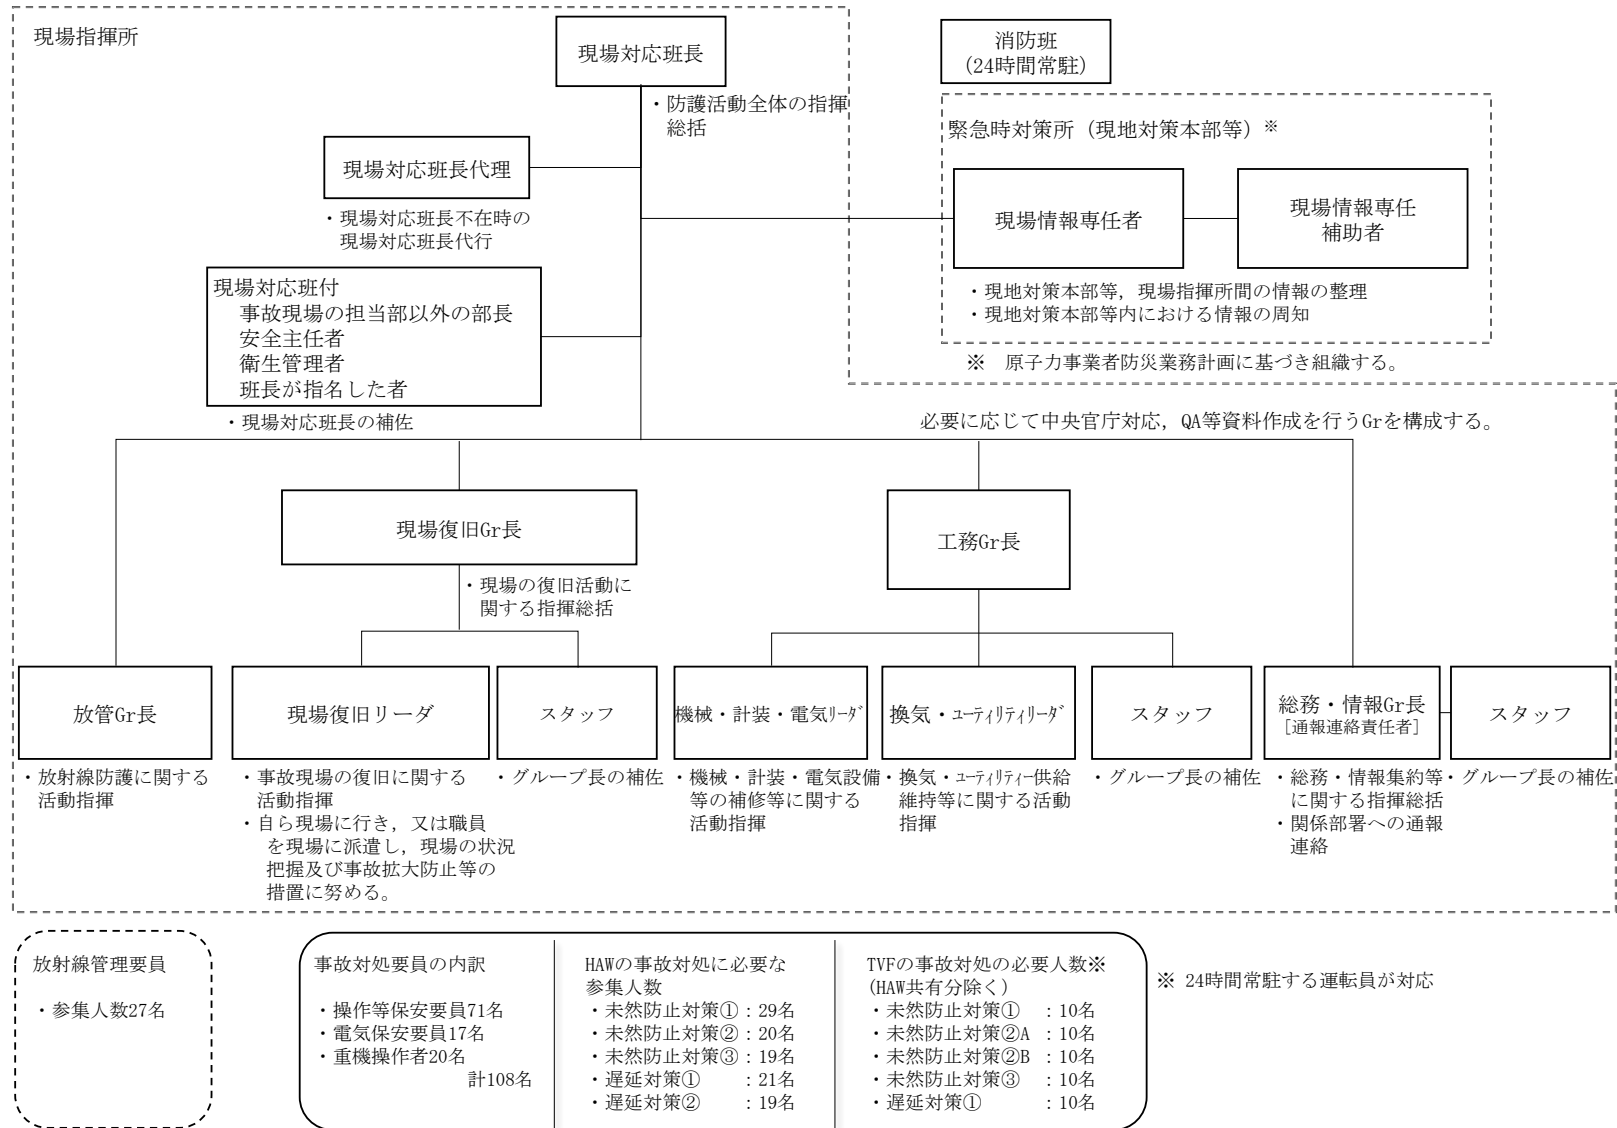 現場指揮所
現場対応班長
・防護活動全体の指揮
総括
現場対応班長代理
・現場対応班長不在時の
現場対応班長代行
現場対応班付
事故現場の担当部以外の部長
安全主任者
衛生管理者
班長が指名した者
・現場対応班長の補佐
消防班
(24時間常駐)
緊急時対策所（現地対策本部等）※
現場情報専任者
現場情報専任
補助者
・現地対策本部等，現場指揮所間の情報の整理
・現地対策本部等内における情報の周知
※　原子力事業者防災業務計画に基づき組織する。
必要に応じて中央官庁対応，QA等資料作成を行うGrを構成する。
現場復旧Gr長
・現場の復旧活動に
関する指揮総括
工務Gr長
放管Gr長
・放射線防護に関する
活動指揮
現場復旧リーダ
・事故現場の復旧に関する
活動指揮
・自ら現場に行き，又は職員
を現場に派遣し，現場の状況
把握及び事故拡大防止等の
措置に努める。
スタッフ
・グループ長の補佐
機械・計装・電気ﾘｰﾀﾞ
・機械・計装・電気設備
等の補修等に関する
活動指揮
換気・ﾕｰﾃｨﾘﾃｨﾘｰﾀﾞ
・換気・ﾕｰﾃｨﾘﾃｨｰ供給
維持等に関する活動
指揮
スタッフ
・グループ長の補佐
総務・情報Gr長
［通報連絡責任者］
・総務・情報集約等
に関する指揮総括
・関係部署への通報
連絡
スタッフ
・グループ長の補佐
放射線管理要員
・参集人数27名
事故対処要員の内訳
・操作等保安要員71名
・電気保安要員17名
・重機操作者20名
計108名
HAWの事故対処に必要な
参集人数
・未然防止対策①：29名
・未然防止対策②：20名
・未然防止対策③：19名
・遅延対策①　　：21名
・遅延対策②　　：19名
TVFの事故対処の必要人数※
(HAW共有分除く)
・未然防止対策①　：10名
・未然防止対策②A ：10名
・未然防止対策②B ：10名
・未然防止対策③　：10名
・遅延対策①　　　：10名
※ 24時間常駐する運転員が対応